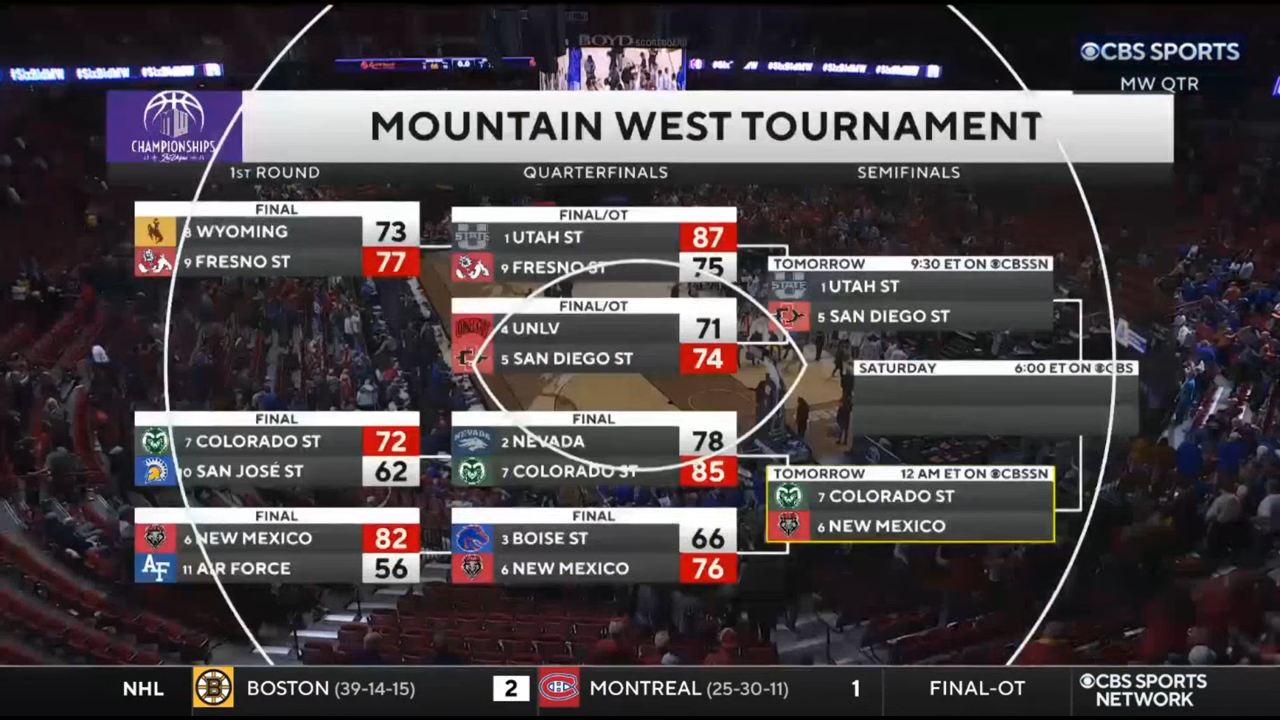 BOYD SCOREBOARD
CBS SPORTS
MW QTR
CHAMPIONSHIPS
MOUNTAIN WEST TOURNAMENT
1ST ROUND
QUARTERFINALS
SEMIFINALS
FINAL
8 WYOMING 73
9 FRESNO ST 77
FINAL/OT
1 UTAH ST 87
9 FRESNO ST 75
FINAL/OT
4 UNLV 71
5 SAN DIEGO ST 74
TOMORROW 9:30 ET ON CBSSN
1 UTAH ST
5 SAN DIEGO ST
SATURDAY 6:00 ET ON CBS
FINAL
7 COLORADO ST 72
10 SAN JOSÉ ST 62
FINAL
2 NEVADA 78
7 COLORADO ST 85
TOMORROW 12 AM ET ON CBSSN
7 COLORADO ST
6 NEW MEXICO
FINAL
6 NEW MEXICO 82
AF 11 AIR FORCE 56
FINAL
3 BOISE ST 66
6 NEW MEXICO 76
NHL B BOSTON (39-14-15) 2 MONTREAL (25-30-11) 1 FINAL-OT CBS SPORTS NETWORK